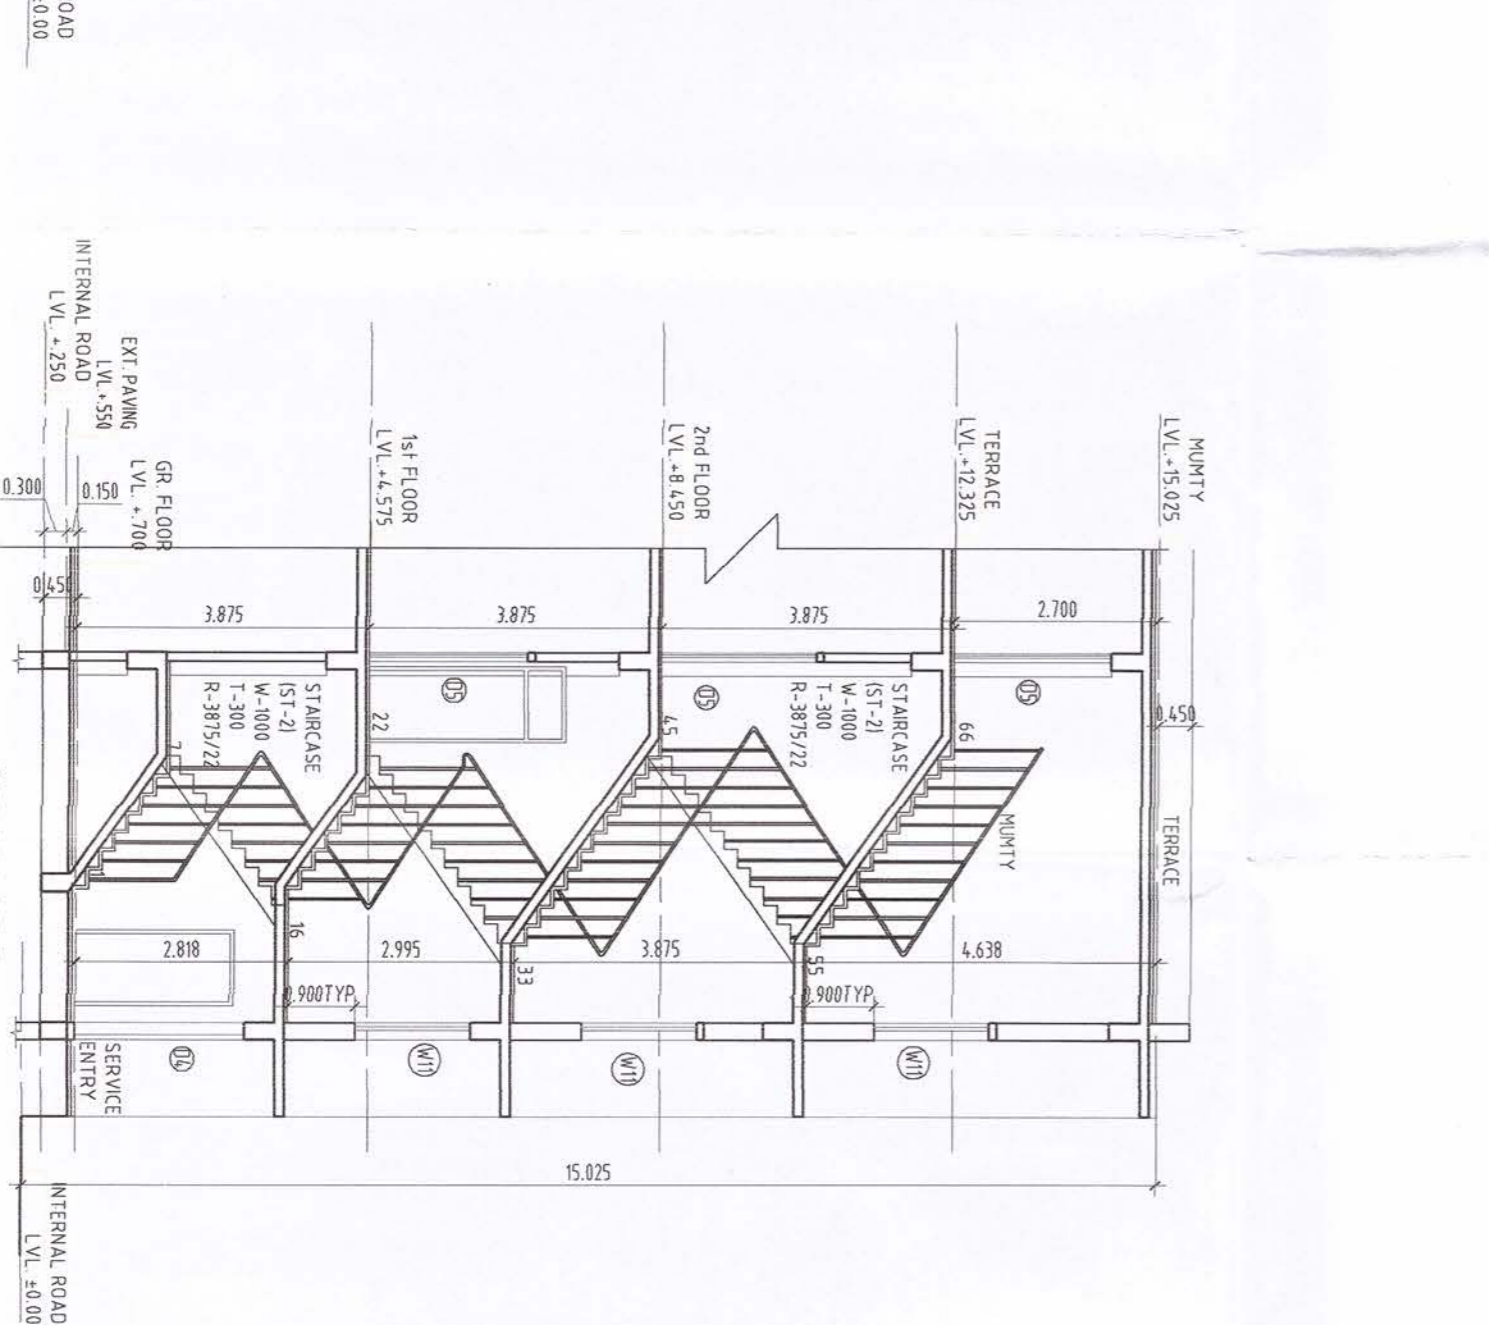 OAD
INTERNAL ROAD
LVL. +.250
EXT. PAVING
LVL.+.550
GR. FLOOR
LVL. +.700
1st FLOOR
LVL.+4.575
2nd FLOOR
LVL.+8.450
TERRACE
LVL.+12.325
MUMTY
LVL.+15.025
0.300
0.150
0.450
3.875
3.875
3.875
2.700
0.450
STAIRCASE
(ST-2)
W-1000
T-300
R-3875/22
D5
D5
STAIRCASE
(ST-2)
W-1000
T-300
R-3875/22
D5
7
22
45
66
MUMTY
TERRACE
16
33
55
2.818
2.995
3.875
4.638
.900TYP.
.900TYP.
SERVICE
ENTRY
D4
W11
W11
W11
15.025
INTERNAL ROAD
LVL. ±0.00